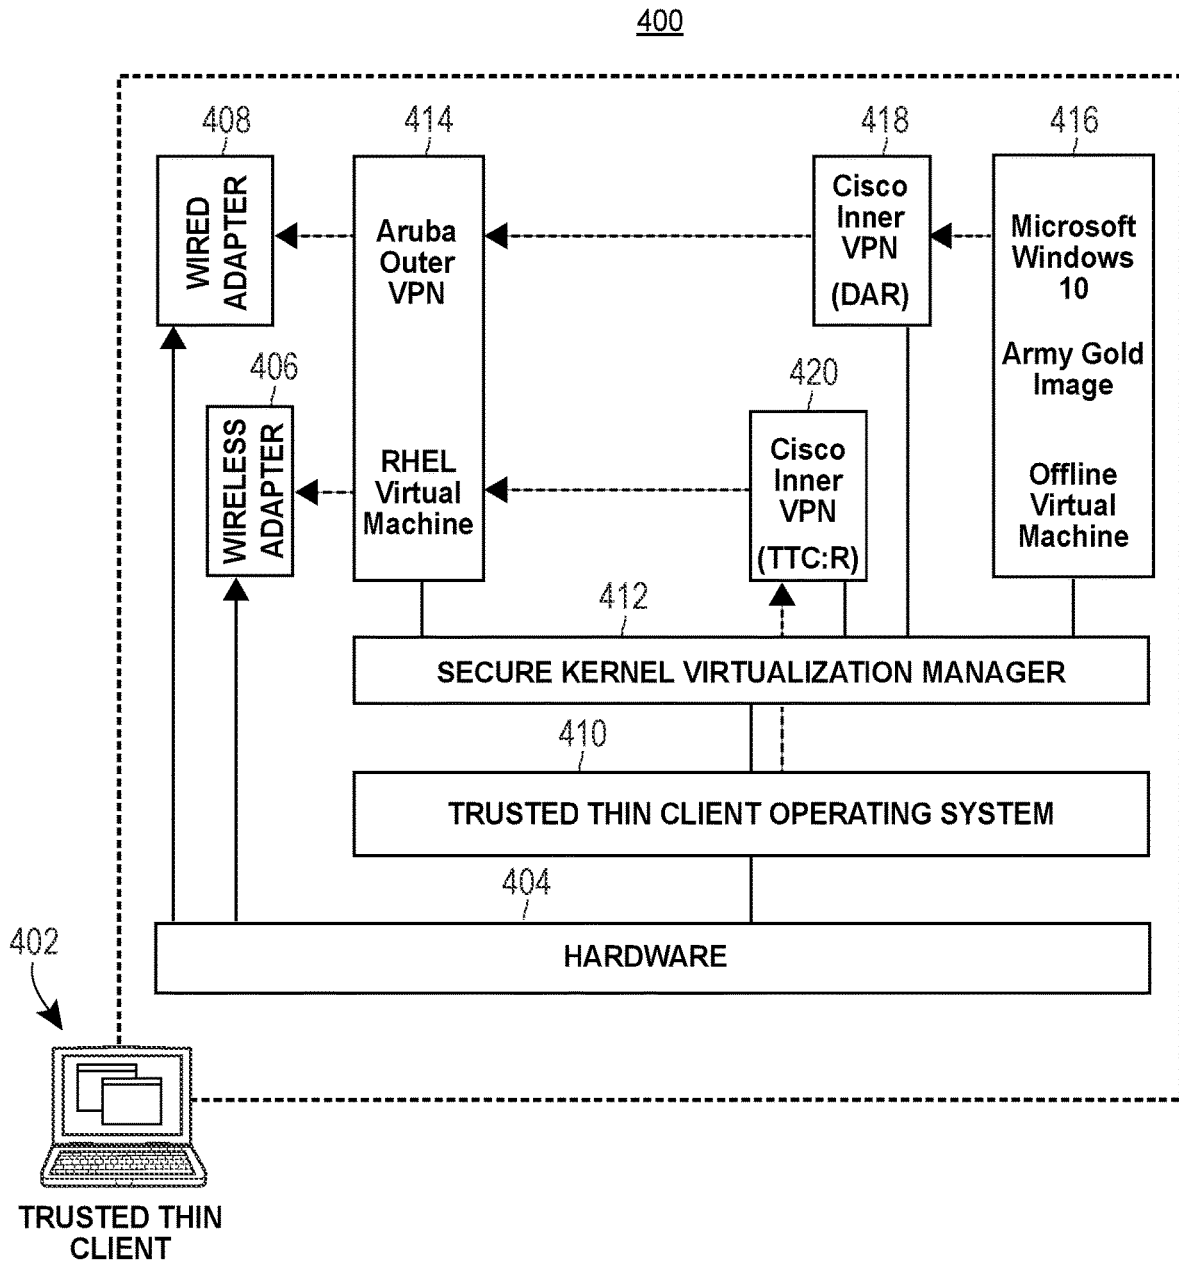 400
408
414
418
416
WIRED
ADAPTER
Aruba
Outer
VPN
Cisco
Inner
VPN
(DAR)
Microsoft
Windows
10
Army Gold
Image
Offline
Virtual
Machine
406
420
WIRELESS
ADAPTER
RHEL
Virtual
Machine
Cisco
Inner
VPN
(TTC:R)
412
SECURE KERNEL VIRTUALIZATION MANAGER
410
TRUSTED THIN CLIENT OPERATING SYSTEM
404
HARDWARE
402
TRUSTED THIN
CLIENT